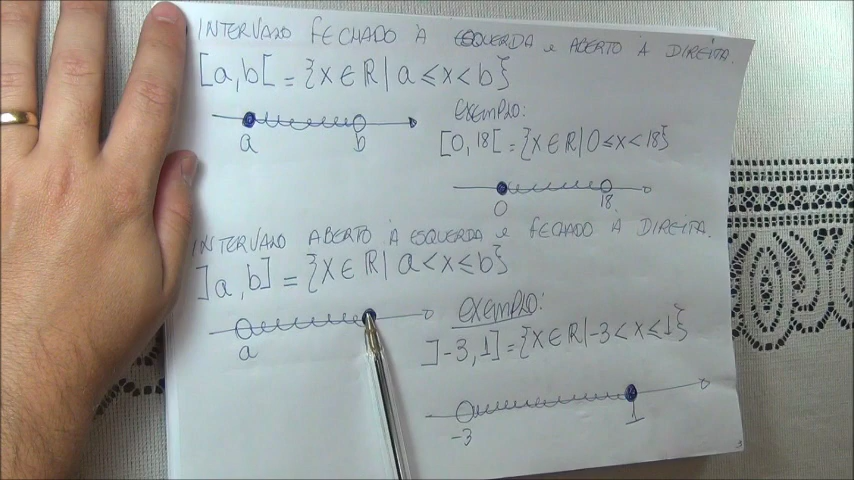 INTERVALO FECHADO À ESQUERDA e ABERTO À DIREITA.
[a,b[ = {x ∈ ℝ | a ≤ x < b}
a b
EXEMPLO:
[0,18[ = {x ∈ ℝ | 0 ≤ x < 18}
0 18
INTERVALO ABERTO À ESQUERDA e FECHADO À DIREITA.
]a,b] = {x ∈ ℝ | a < x ≤ b}
a
EXEMPLO:
]-3,1] = {x ∈ ℝ | -3 < x ≤ 1}
-3 1